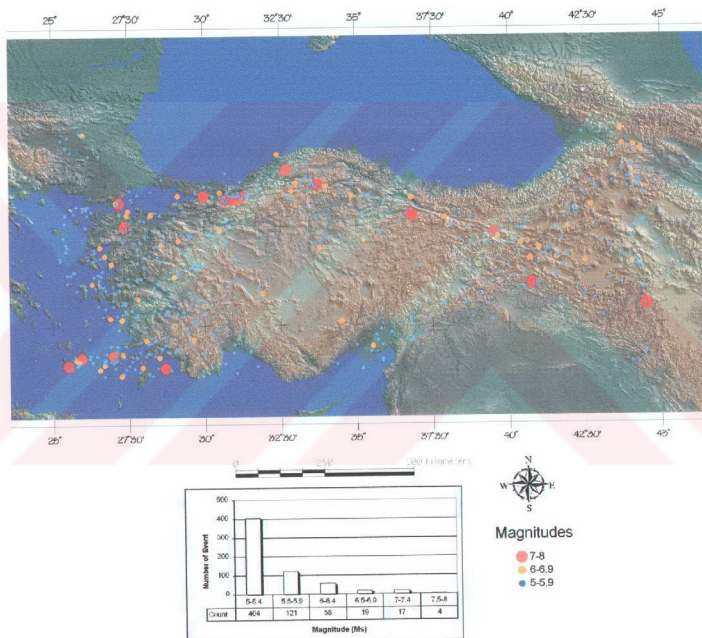 25° 27°30' 30° 32°30' 35° 37°30' 40° 42°30' 45°
25° 27°30' 30° 32°30' 35° 37°30' 40° 42°30' 45°
0 250 500 Kilometers
N
W E
S
Magnitudes
7-8
6-6.9
5-5.9
500
400
300
200
100
0
Number of Event
5-5.4 5.5-5.9 6-6.4 6.5-6.9 7-7.4 7.5-8
Count 404 121 56 19 17 4
Magnitude (Ms)